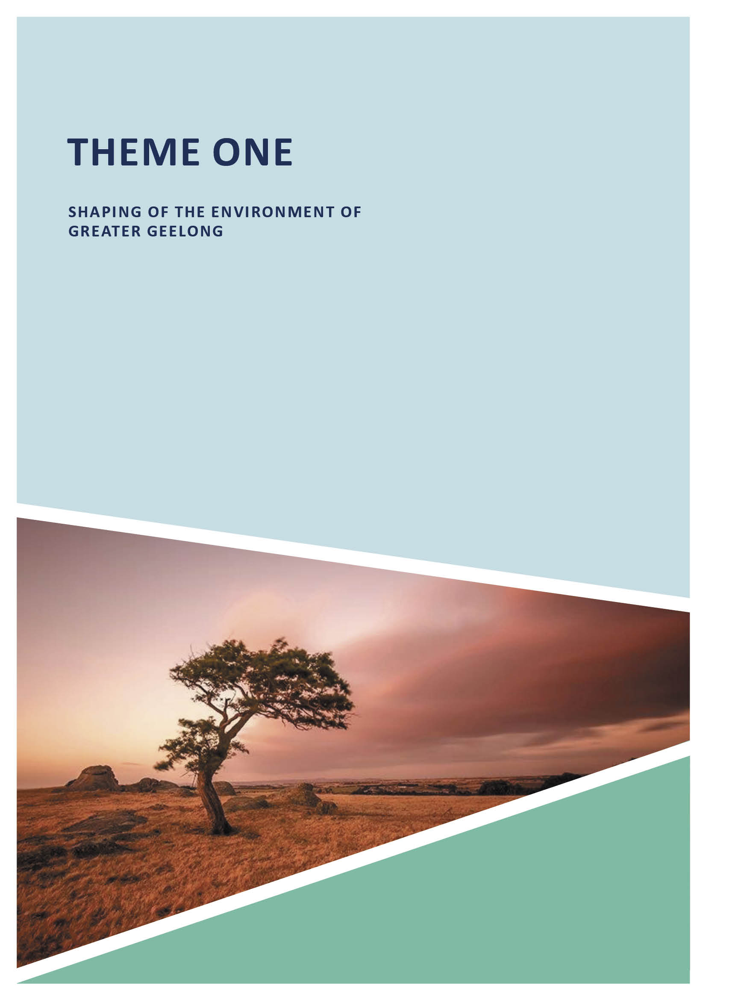 THEME ONE
SHAPING OF THE ENVIRONMENT OF
GREATER GEELONG